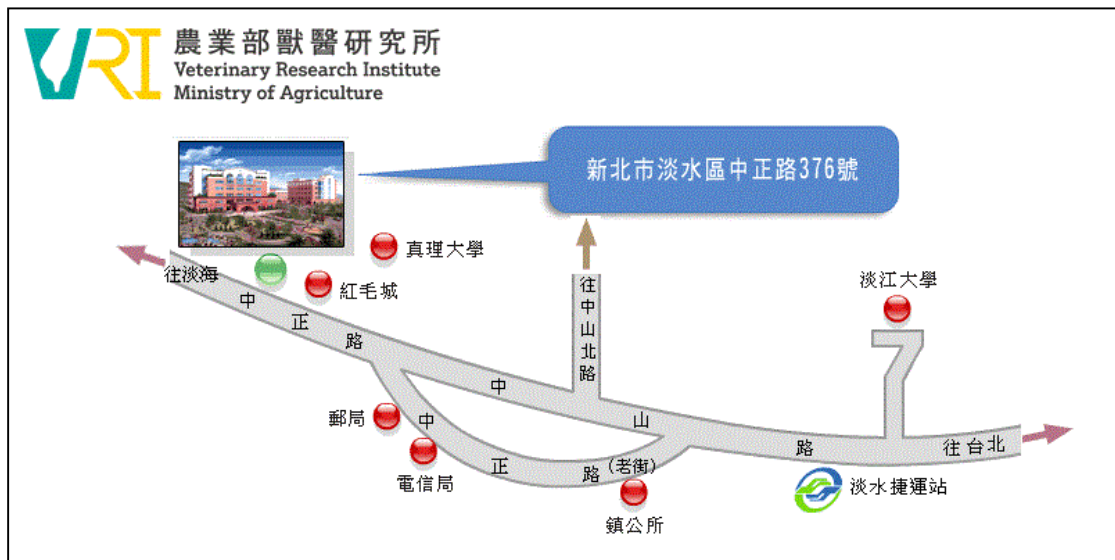 VRI
農業部獸醫研究所
Veterinary Research Institute
Ministry of Agriculture
新北市淡水區中正路376號
真理大學
往淡海
紅毛城
中正路
往中山北路
淡江大學
中山路
往台北
郵局
電信局
中正路(老街)
鎮公所
淡水捷運站